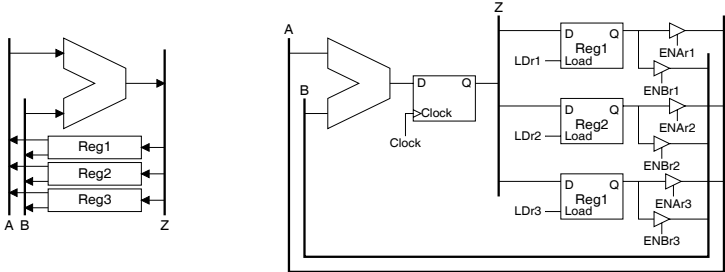 Reg1
Reg2
Reg3
A B
Z
A
B
D Q
Clock
Clock
Z
D Q
Reg1
Load
LDr1
ENAr1
ENBr1
D Q
Reg2
Load
LDr2
ENAr2
ENBr2
D Q
Reg1
Load
LDr3
ENAr3
ENBr3